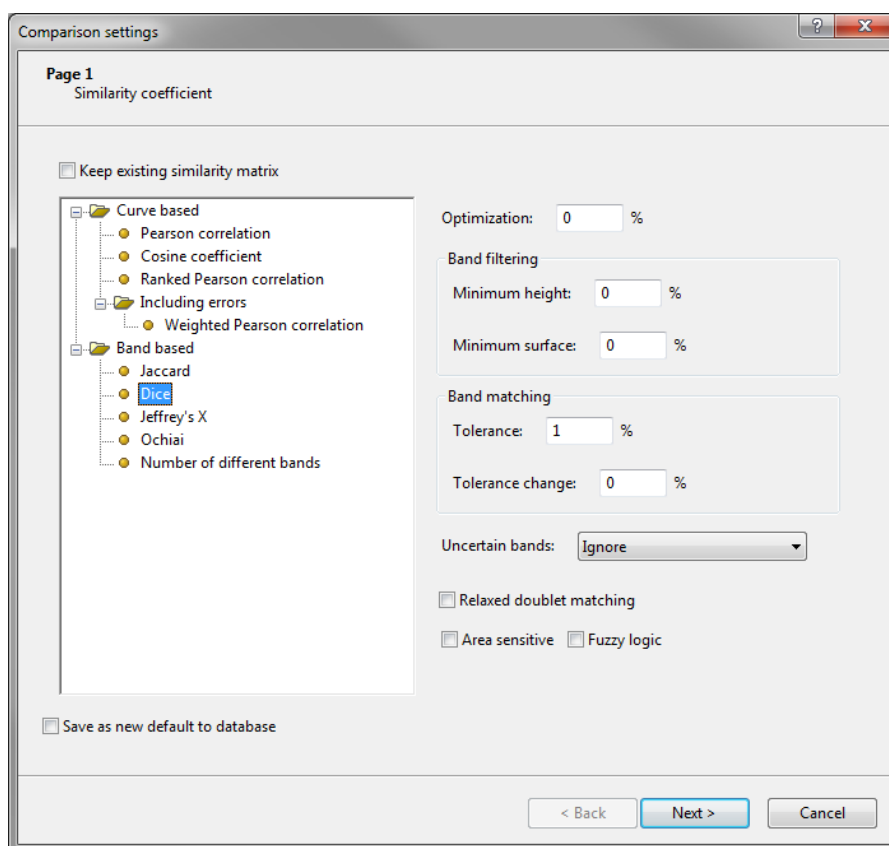 Comparison settings
?
Page 1
Similarity coefficient
Keep existing similarity matrix
Curve based
Pearson correlation
Cosine coefficient
Ranked Pearson correlation
Including errors
Weighted Pearson correlation
Band based
Jaccard
Dice
Jeffrey's X
Ochiai
Number of different bands
Optimization: 0 %
Band filtering
Minimum height: 0 %
Minimum surface: 0 %
Band matching
Tolerance: 1 %
Tolerance change: 0 %
Uncertain bands: Ignore
Relaxed doublet matching
Area sensitive Fuzzy logic
Save as new default to database
< Back Next > Cancel